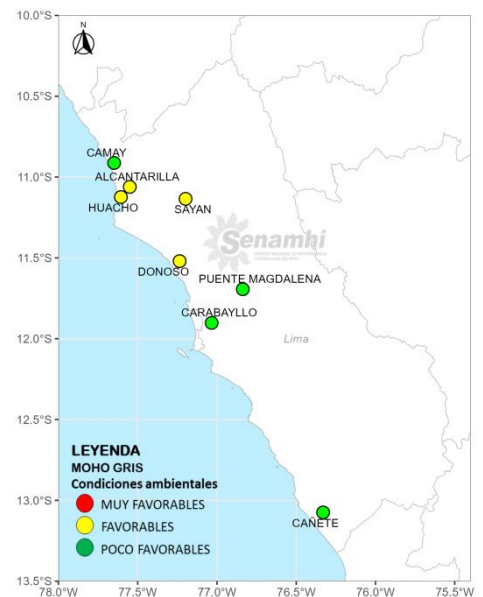 10.0°S
N
10.5°S
CAMAY
11.0°S
ALCANTARILLA
HUACHO
SAYAN
Senamhi
11.5°S
DONOSO
PUENTE MAGDALENA
CARABAYLLO
12.0°S
Lima
12.5°S
LEYENDA
MOHO GRIS
Condiciones ambientales
MUY FAVORABLES
FAVORABLES
POCO FAVORABLES
13.0°S
CAÑETE
13.5°S
78.0°W 77.5°W 77.0°W 76.5°W 76.0°W 75.5°W